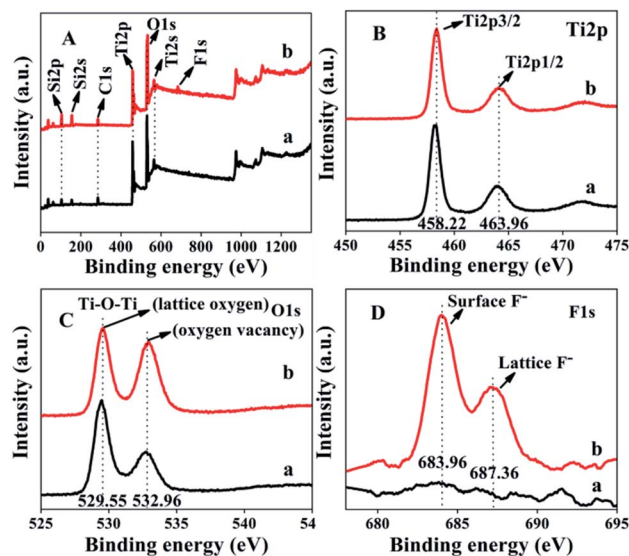 A
Si2p
Si2s
C1s
Ti2p
O1s
Ti2s
F1s
b
a
Intensity (a.u.)
0 200 400 600 800 1000 1200
Binding energy (eV)
B
Ti2p
Ti2p3/2
Ti2p1/2
b
a
458.22 463.96
Intensity (a.u.)
450 455 460 465 470 475
Binding energy (eV)
C
O1s
Ti-O-Ti (lattice oxygen)
(oxygen vacancy)
b
a
529.55 532.96
Intensity (a.u.)
525 530 535 540 54
Binding energy (eV)
D
F1s
Surface F⁻
Lattice F⁻
b
683.96
687.36
a
Intensity (a.u.)
680 685 690 695
Binding energy (eV)